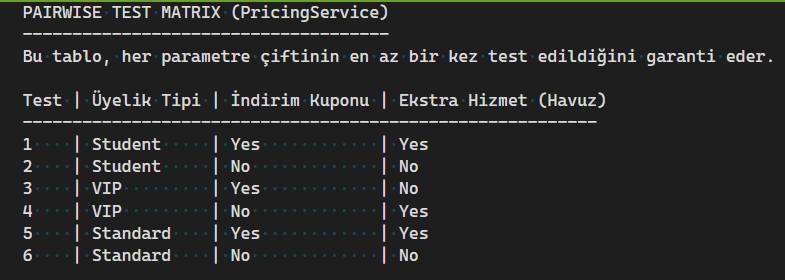 PAIRWISE TEST MATRIX (PricingService)
-------------------------------------
Bu tablo, her parametre çiftinin en az bir kez test edildiğini garanti eder.
Test | Üyelik Tipi | İndirim Kuponu | Ekstra Hizmet (Havuz)
----------------------------------------------------------
1    | Student     | Yes            | Yes
2    | Student     | No             | No
3    | VIP         | Yes            | No
4    | VIP         | No             | Yes
5    | Standard    | Yes            | Yes
6    | Standard    | No             | No